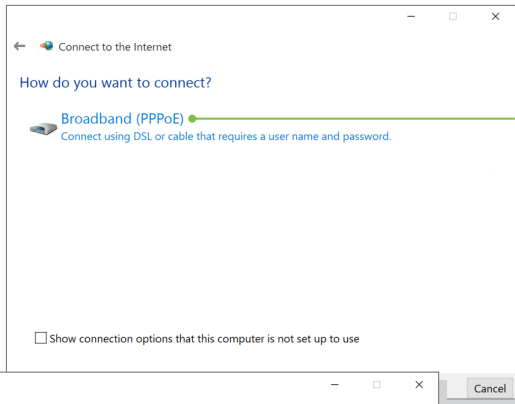 Connect to the Internet
How do you want to connect?
Broadband (PPPoE)
Connect using DSL or cable that requires a user name and password.
Show connection options that this computer is not set up to use
Cancel